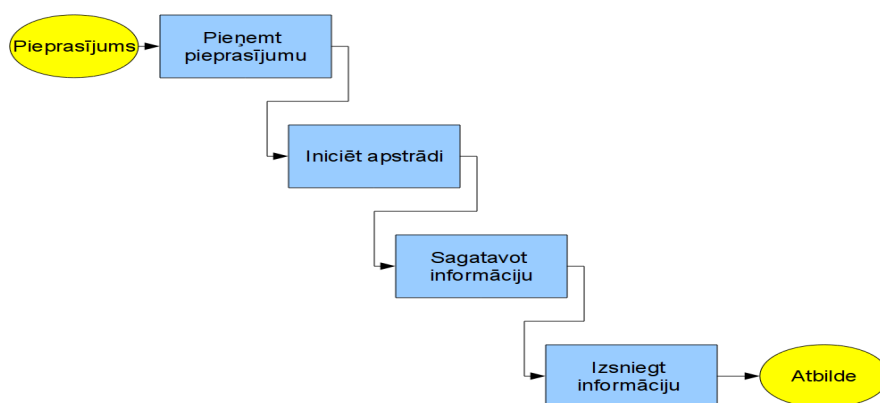 Pieprasījums
Pieņemt
pieprasījumu
Iniciēt apstrādi
Sagatavot
informāciju
Izsniegt
informāciju
Atbilde